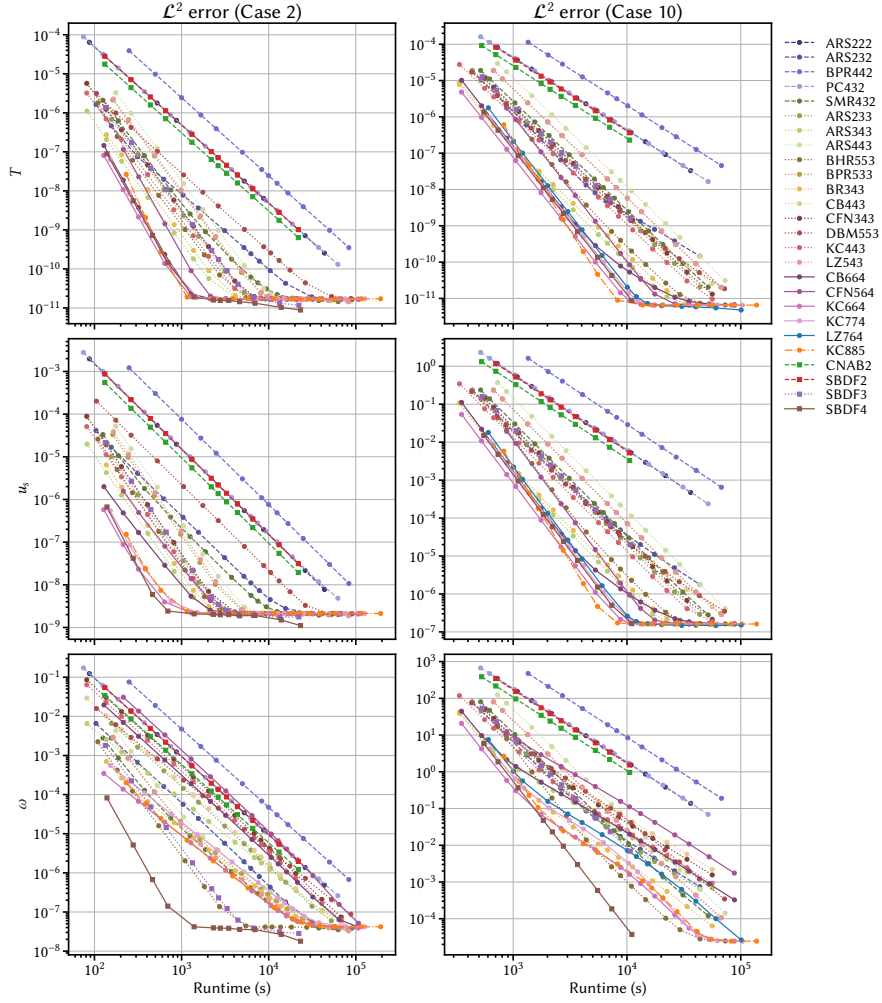 ℒ² error (Case 2)
ℒ² error (Case 10)
T
10⁻⁴
10⁻⁵
10⁻⁶
10⁻⁷
10⁻⁸
10⁻⁹
10⁻¹⁰
10⁻¹¹
10⁻⁴
10⁻⁵
10⁻⁶
10⁻⁷
10⁻⁸
10⁻⁹
10⁻¹⁰
10⁻¹¹
uₛ
10⁻³
10⁻⁴
10⁻⁵
10⁻⁶
10⁻⁷
10⁻⁸
10⁻⁹
10⁰
10⁻¹
10⁻²
10⁻³
10⁻⁴
10⁻⁵
10⁻⁶
10⁻⁷
ω
10⁻¹
10⁻²
10⁻³
10⁻⁴
10⁻⁵
10⁻⁶
10⁻⁷
10⁻⁸
10³
10²
10¹
10⁰
10⁻¹
10⁻²
10⁻³
10⁻⁴
10² 10³ 10⁴ 10⁵
10³ 10⁴ 10⁵
Runtime (s)
Runtime (s)
ARS222
ARS232
BPR442
PC432
SMR432
ARS233
ARS343
ARS443
BHR553
BPR533
BR343
CB443
CFN343
DBM553
KC443
LZ543
CB664
CFN564
KC664
KC774
LZ764
KC885
CNAB2
SBDF2
SBDF3
SBDF4